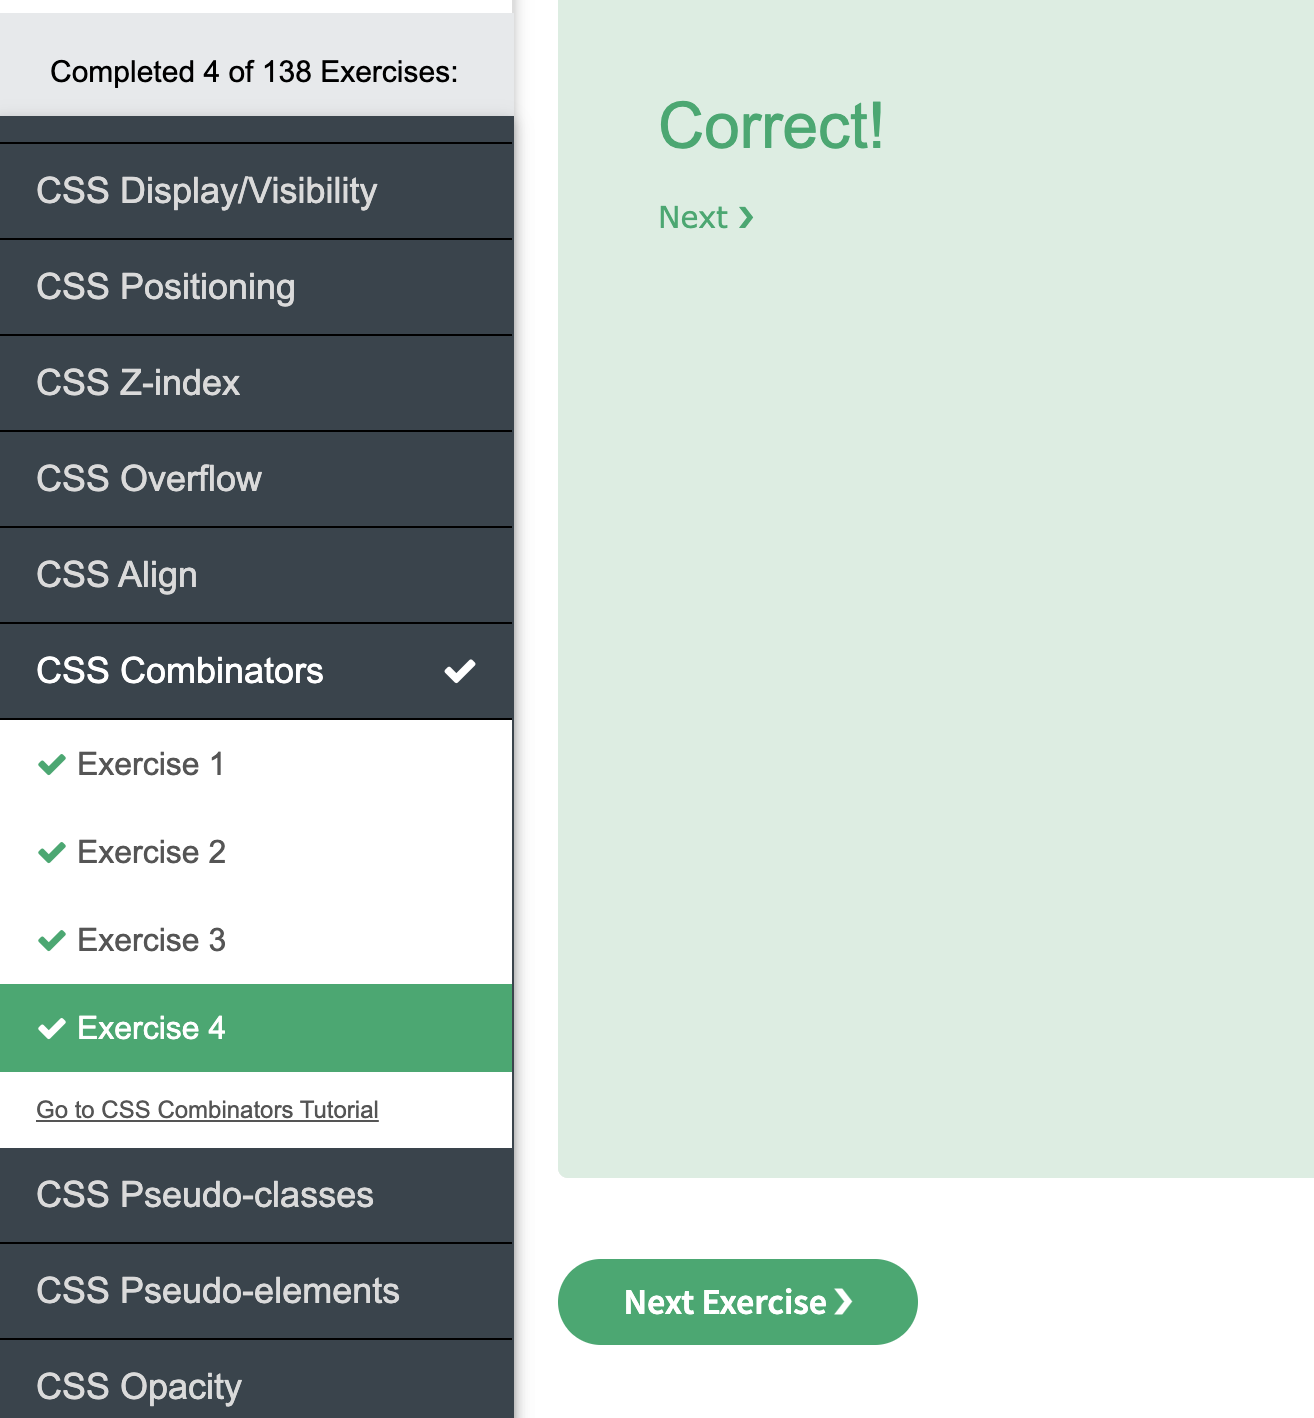 Completed 4 of 138 Exercises:
CSS Display/Visibility
CSS Positioning
CSS Z-index
CSS Overflow
CSS Align
CSS Combinators
Exercise 1
Exercise 2
Exercise 3
Exercise 4
Go to CSS Combinators Tutorial
CSS Pseudo-classes
CSS Pseudo-elements
CSS Opacity
Correct!
Next ❯
Next Exercise ❯